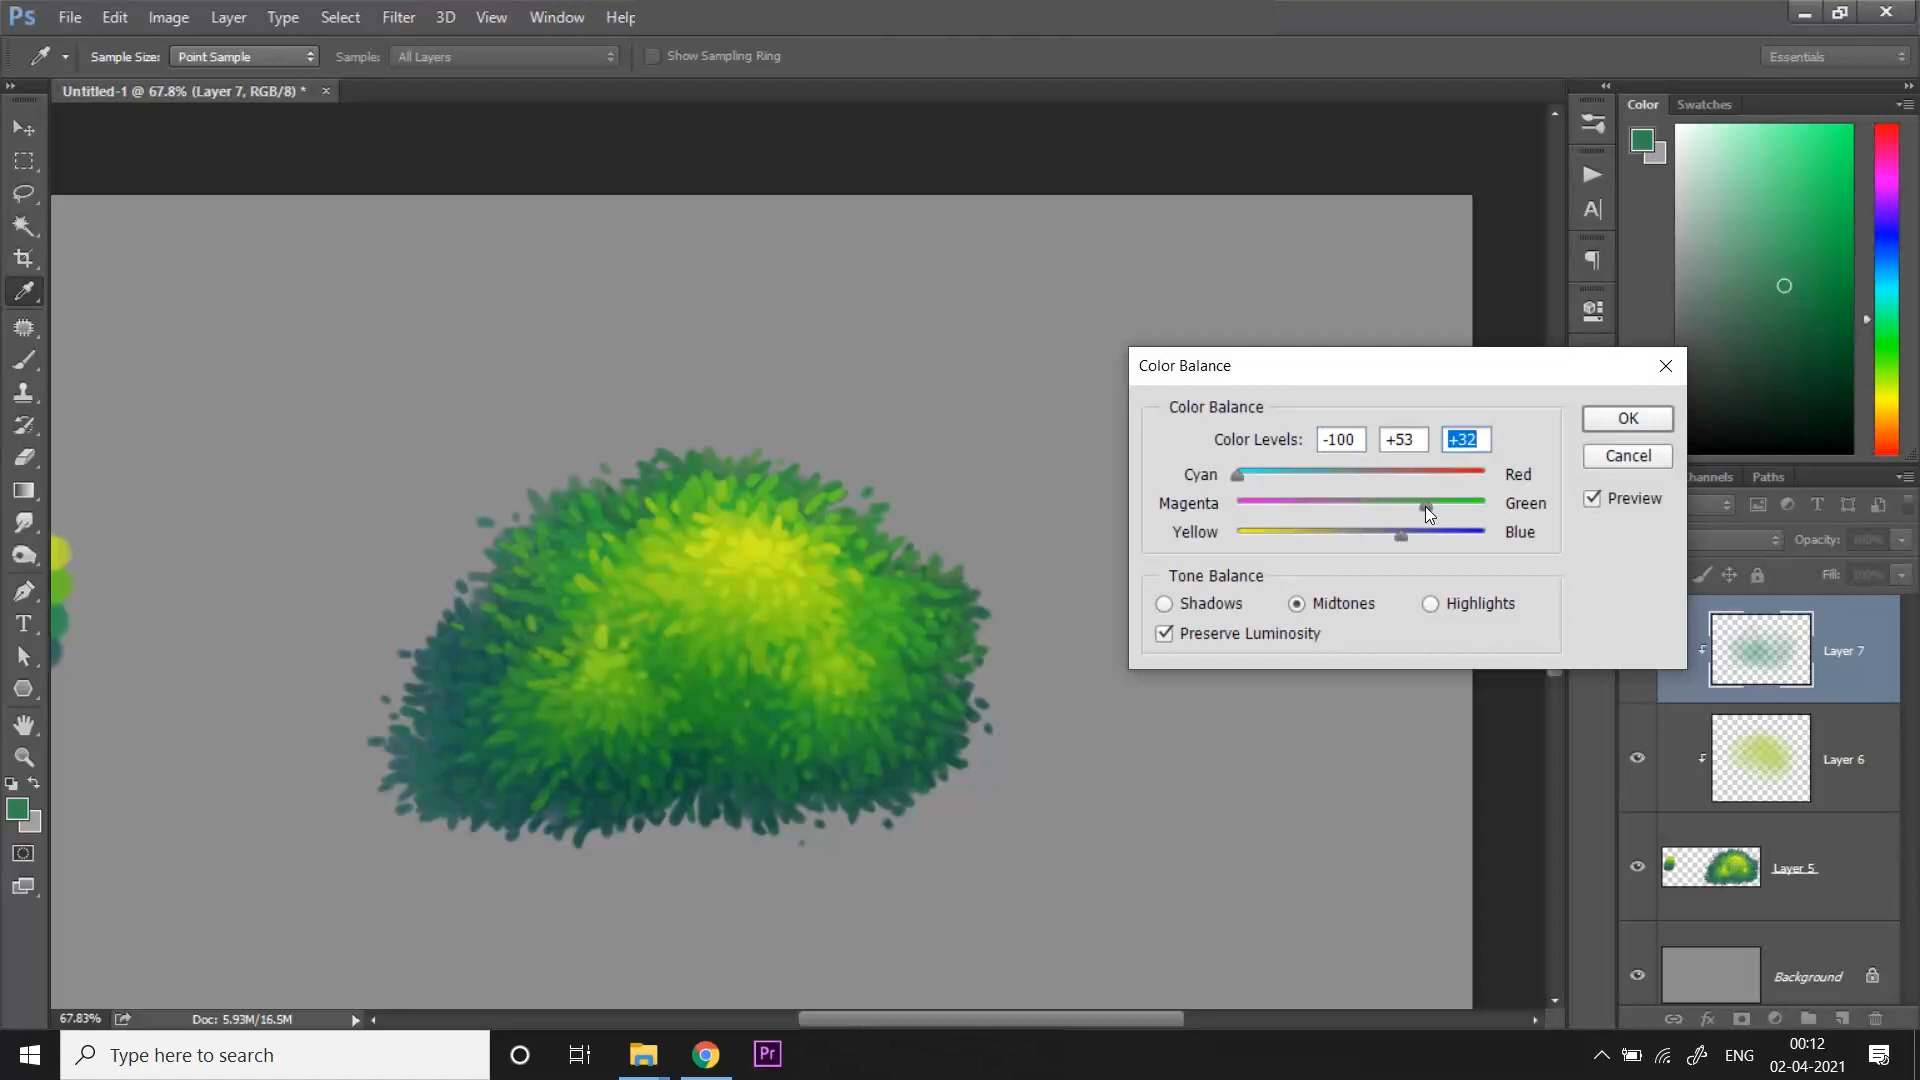 Ps File Edit Image Layer Type Select Filter 3D View Window Help
Sample Size: Point Sample Sample: All Layers Show Sampling Ring Essentials
Untitled-1 @ 67.8% (Layer 7, RGB/8) * ×
Color Swatches
Color Balance
Color Balance
Color Levels: -100 +53 +32
OK
Cyan Red
Cancel
Magenta Green
Preview
Yellow Blue
Tone Balance
Shadows Midtones Highlights
Preserve Luminosity
hannels Paths
Opacity: 100%
Fill: 100%
Layer 7
Layer 6
Layer 5
Background
67.83% Doc: 5.93M/16.5M
Type here to search
Pr
ENG
00:12
02-04-2021